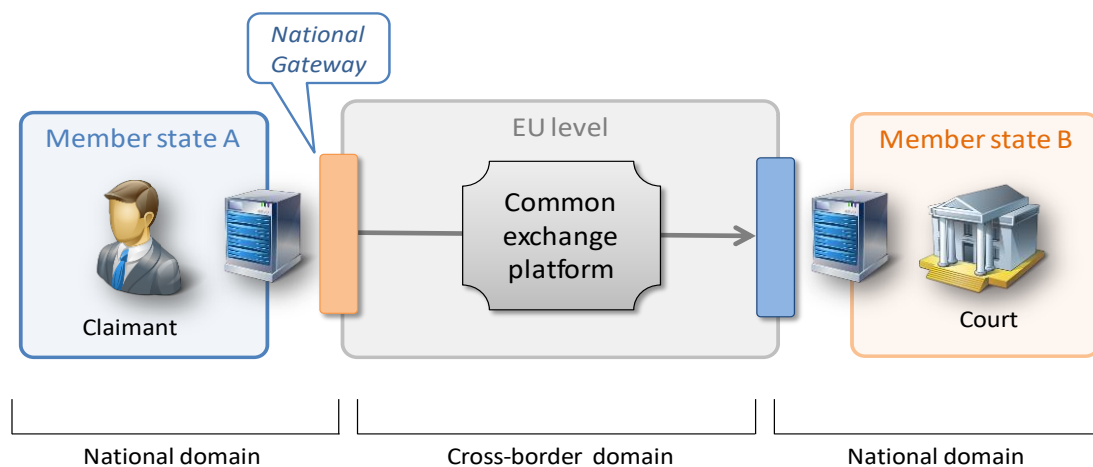 National
Gateway
Member state A
EU level
Member state B
Common
exchange
platform
Claimant
Court
National domain
Cross-border domain
National domain